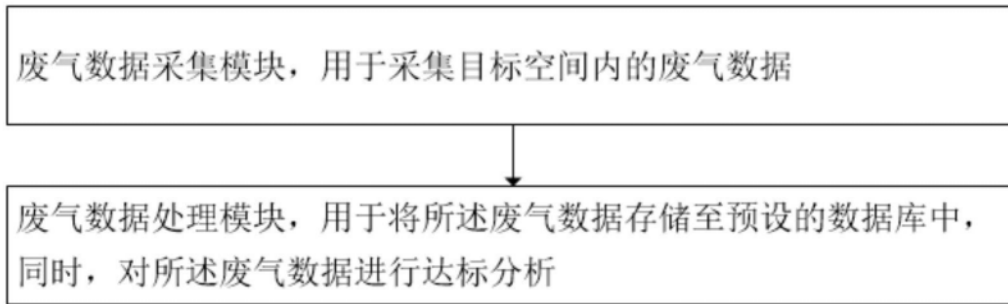 废气数据采集模块，用于采集目标空间内的废气数据
废气数据处理模块，用于将所述废气数据存储至预设的数据库中，
同时，对所述废气数据进行达标分析